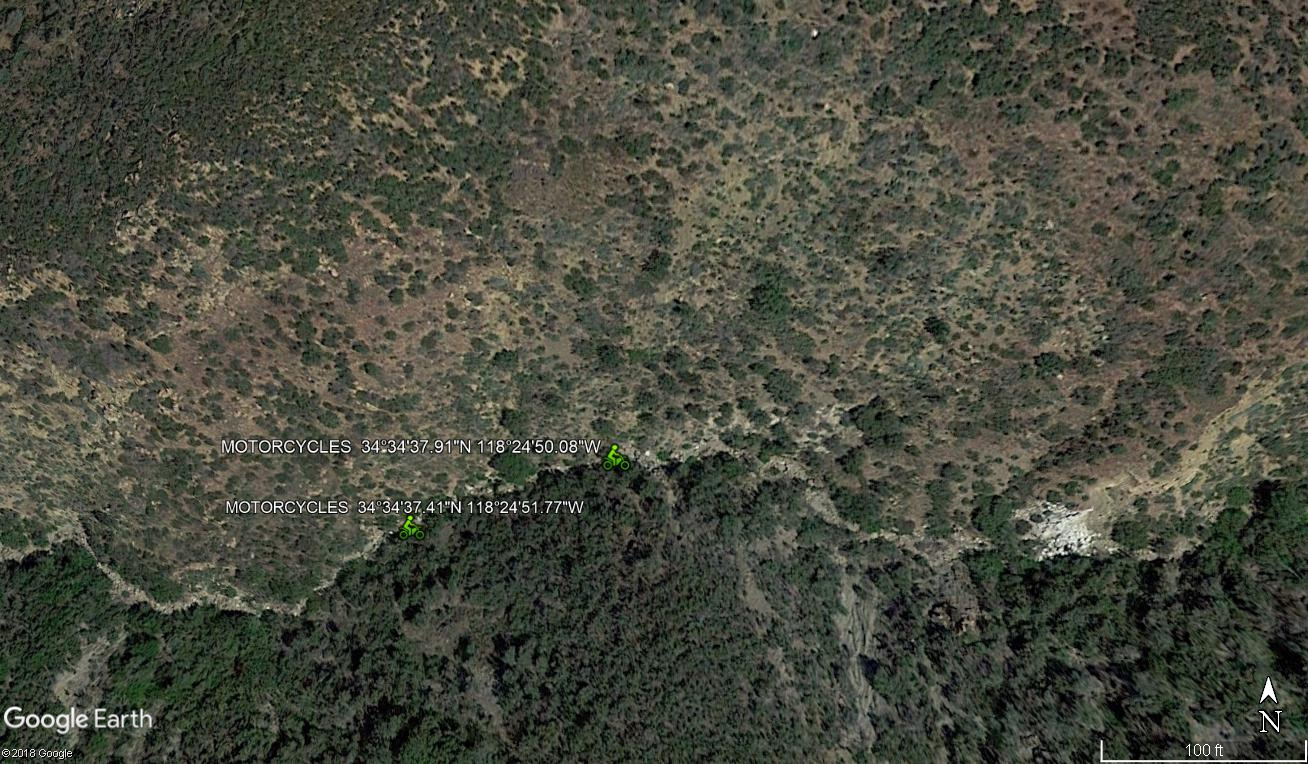 MOTORCYCLES 34°34'37.91"N 118°24'50.08"W
MOTORCYCLES 34°34'37.41"N 118°24'51.77"W
Google Earth
N
©2018 Google
100 ft